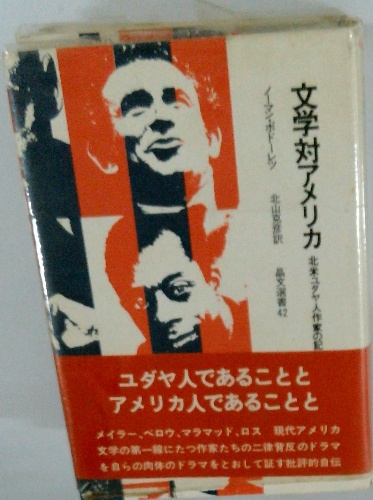 文学対アメリカ
北米ユダヤ人作家の記
ノーマン・ポドーレツ
北山克彦訳
晶文選書42
ユダヤ人であることと
アメリカ人であることと
メイラー、ベロウ、マラマッド、ロス 現代アメリカ
文学の第一線にたつ作家たちの二律背反のドラマ
を自らの肉体のドラマをとおして証す批評的自伝